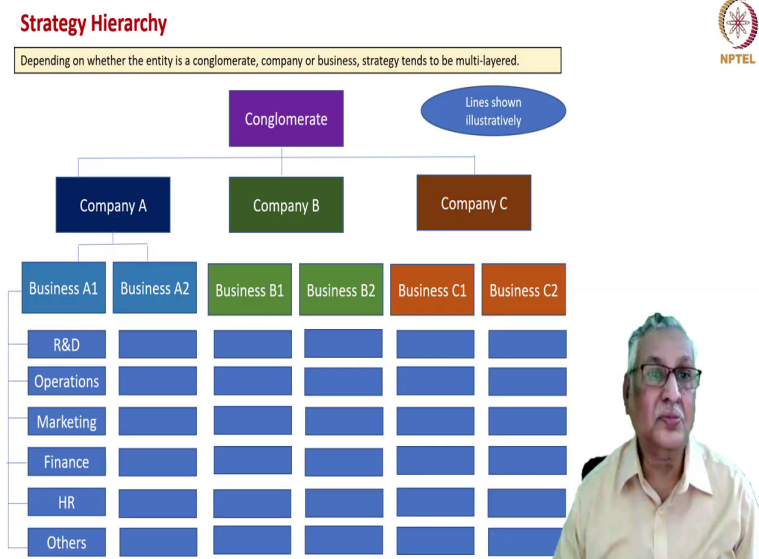 Strategy Hierarchy
NPTEL
Depending on whether the entity is a conglomerate, company or business, strategy tends to be multi-layered.
Conglomerate
Lines shown
illustratively
Company A
Company B
Company C
Business A1
Business A2
Business B1
Business B2
Business C1
Business C2
R&D
Operations
Marketing
Finance
HR
Others